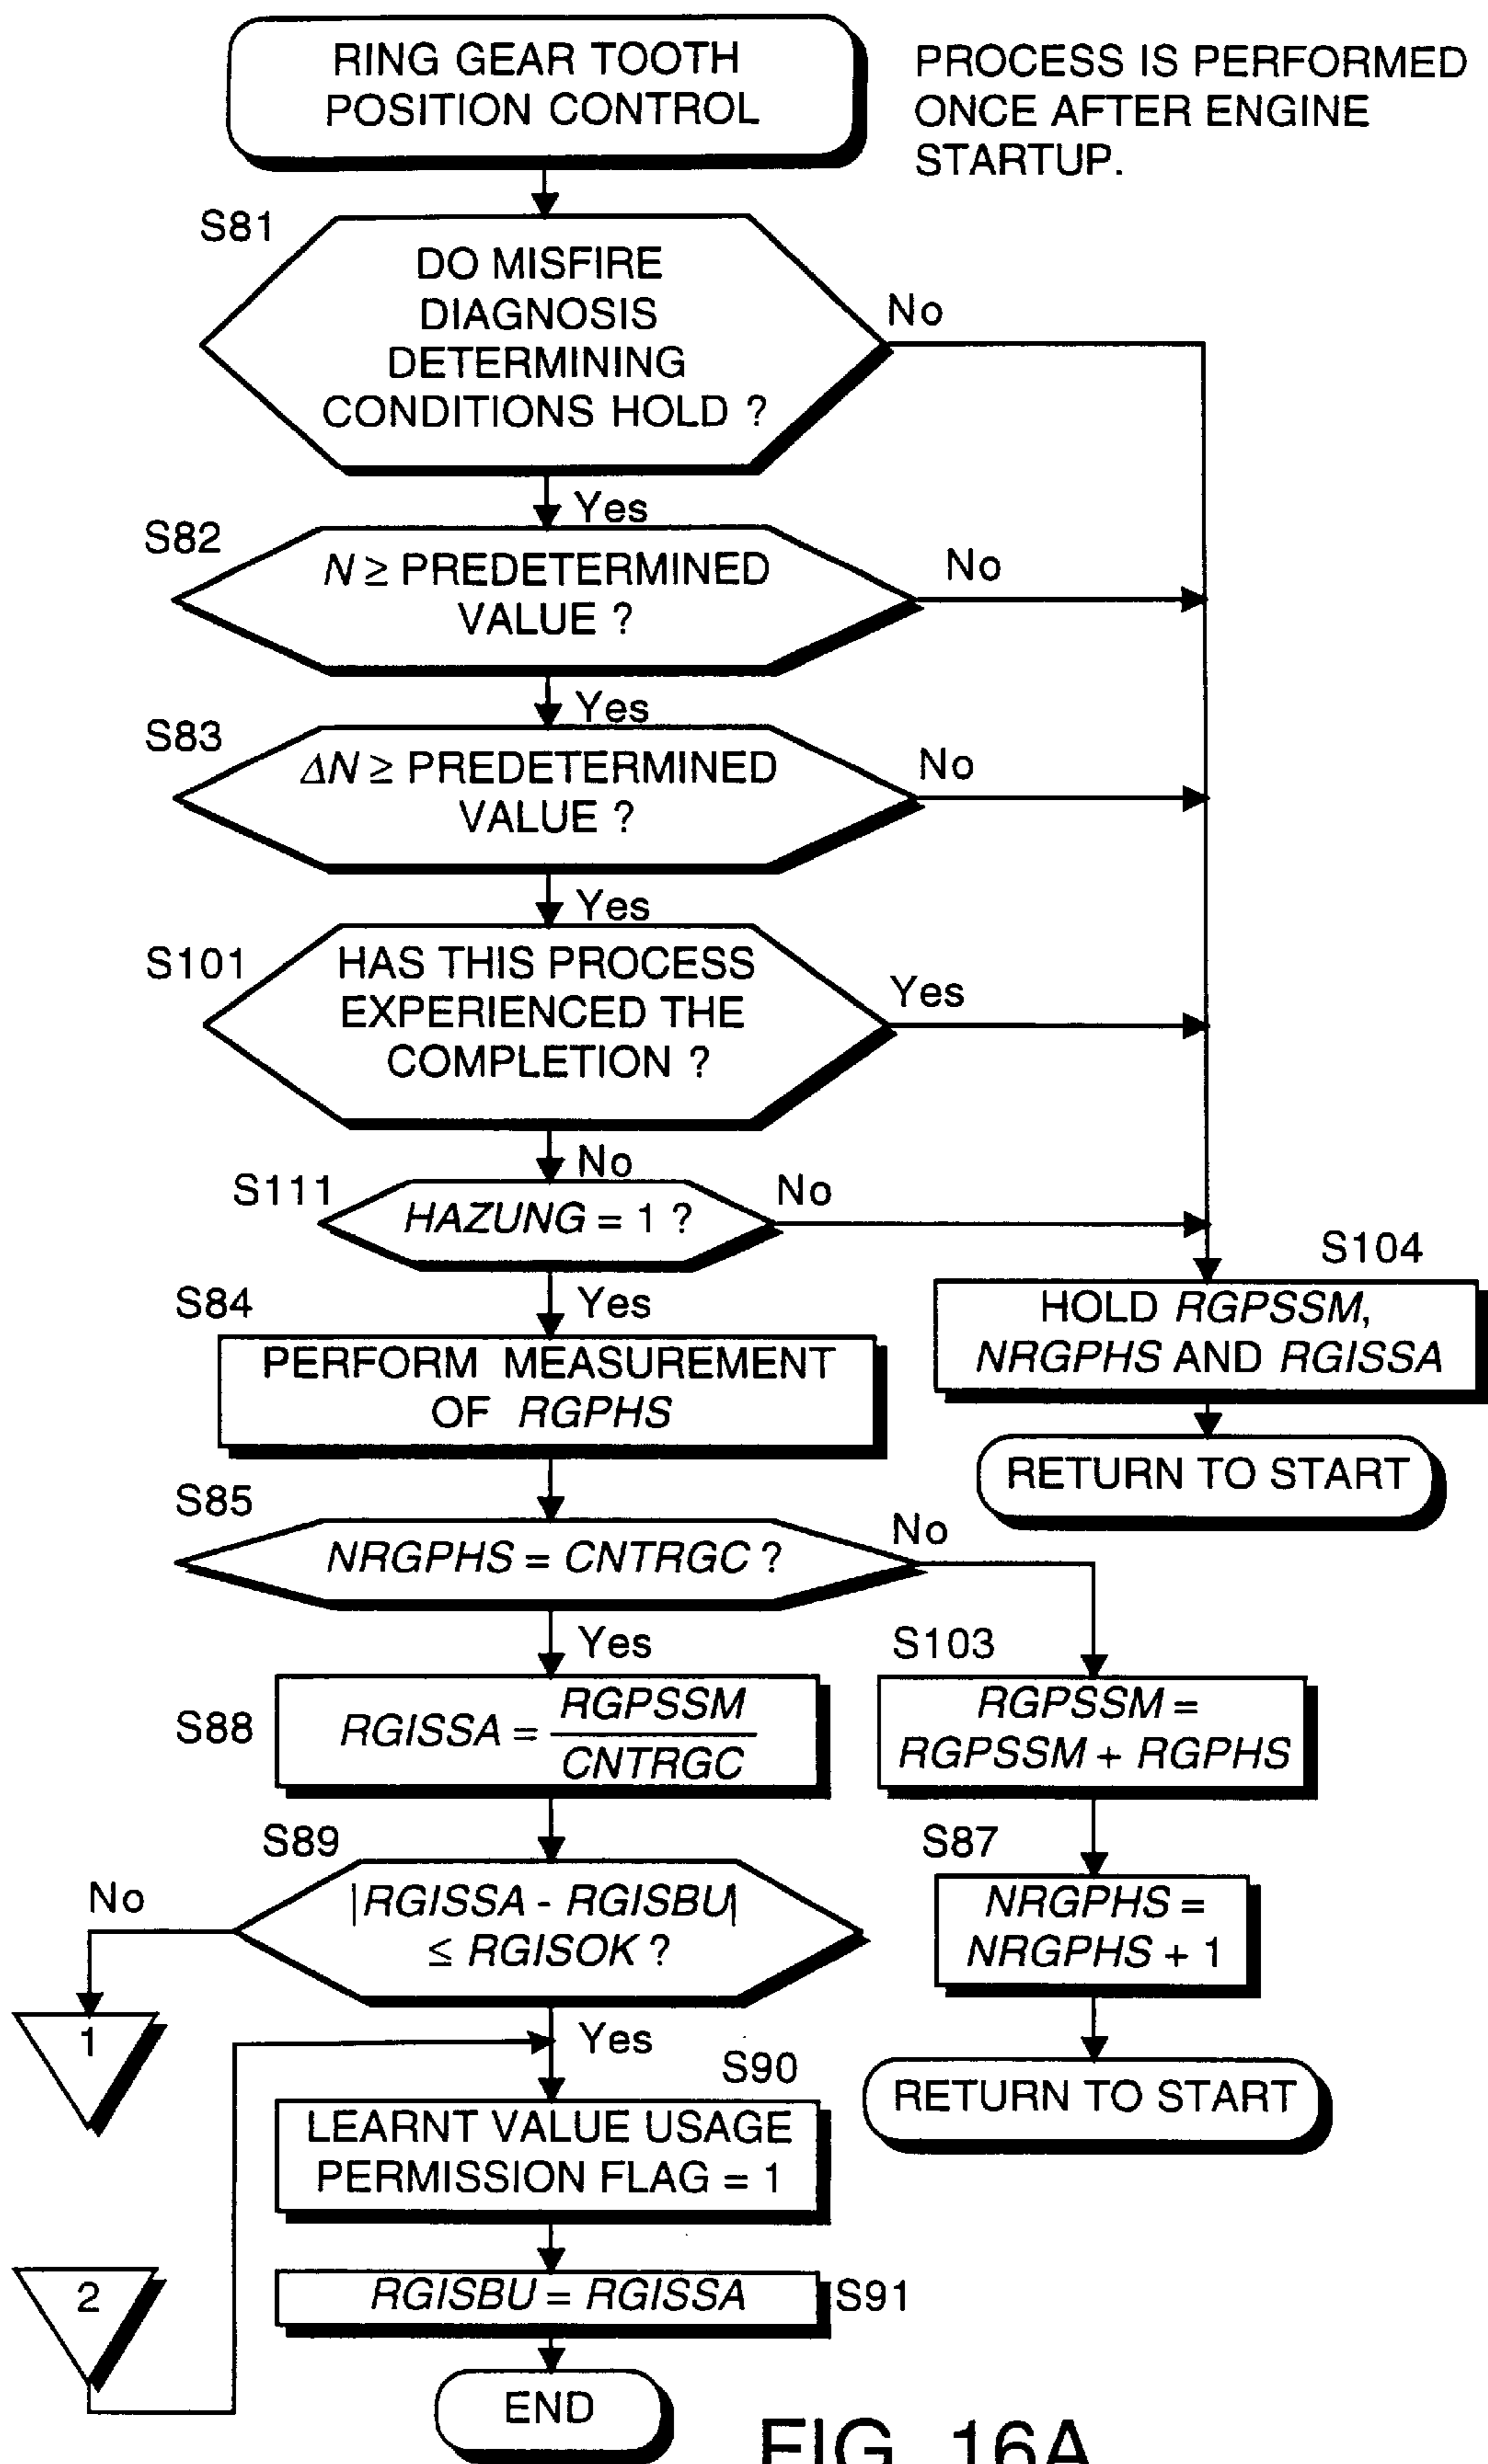 RING GEAR TOOTH
POSITION CONTROL
PROCESS IS PERFORMED
ONCE AFTER ENGINE
STARTUP.
S81
DO MISFIRE
DIAGNOSIS
DETERMINING
CONDITIONS HOLD ?
No
Yes
S82
N ≥ PREDETERMINED
VALUE ?
No
Yes
S83
ΔN ≥ PREDETERMINED
VALUE ?
No
Yes
S101
HAS THIS PROCESS
EXPERIENCED THE
COMPLETION ?
Yes
No
S111
HAZUNG = 1 ?
No
Yes
S104
HOLD RGPSSM,
NRGPHS AND RGISSA
RETURN TO START
S84
PERFORM MEASUREMENT
OF RGPHS
S85
NRGPHS = CNTRGC ?
No
Yes
S103
RGPSSM =
RGPSSM + RGPHS
S88
RGISSA = RGPSSM
CNTRGC
S87
NRGPHS =
NRGPHS + 1
RETURN TO START
S89
|RGISSA - RGISBU|
≤ RGISOK ?
No
1
Yes
S90
LEARNT VALUE USAGE
PERMISSION FLAG = 1
2
RGISBU = RGISSA
S91
END
FIG. 16A